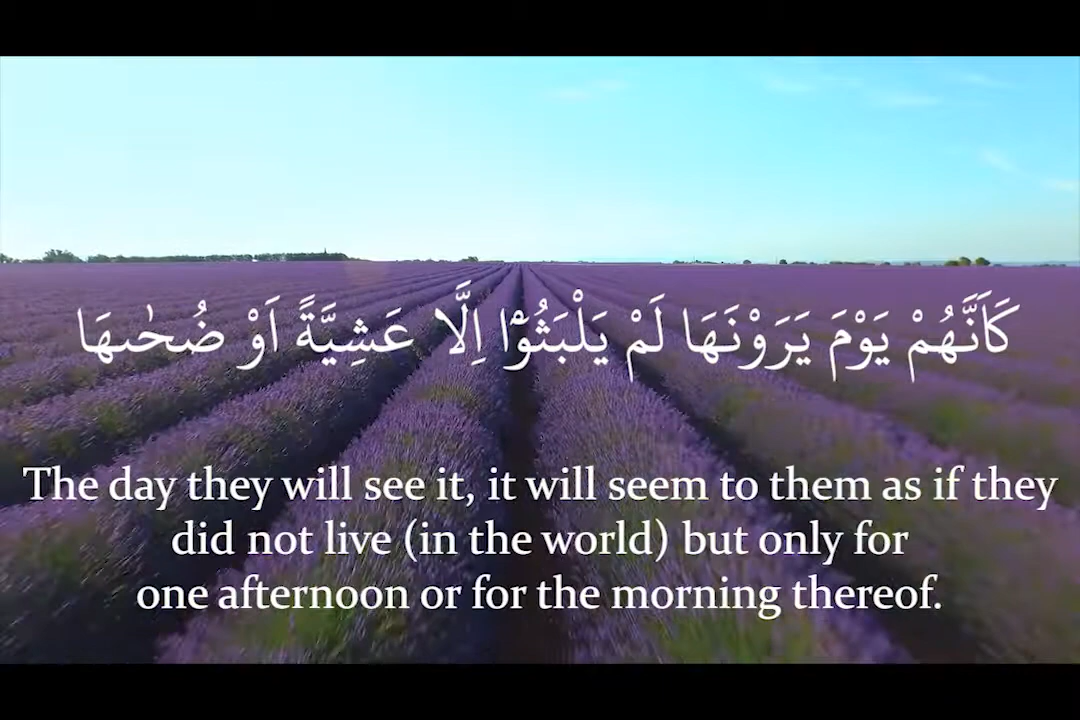 كَاَنَّهُمْ يَوْمَ يَرَوْنَهَا لَمْ يَلْبَثُوْٓا اِلَّا عَشِيَّةً اَوْ ضُحٰىهَا
The day they will see it, it will seem to them as if they
did not live (in the world) but only for
one afternoon or for the morning thereof.